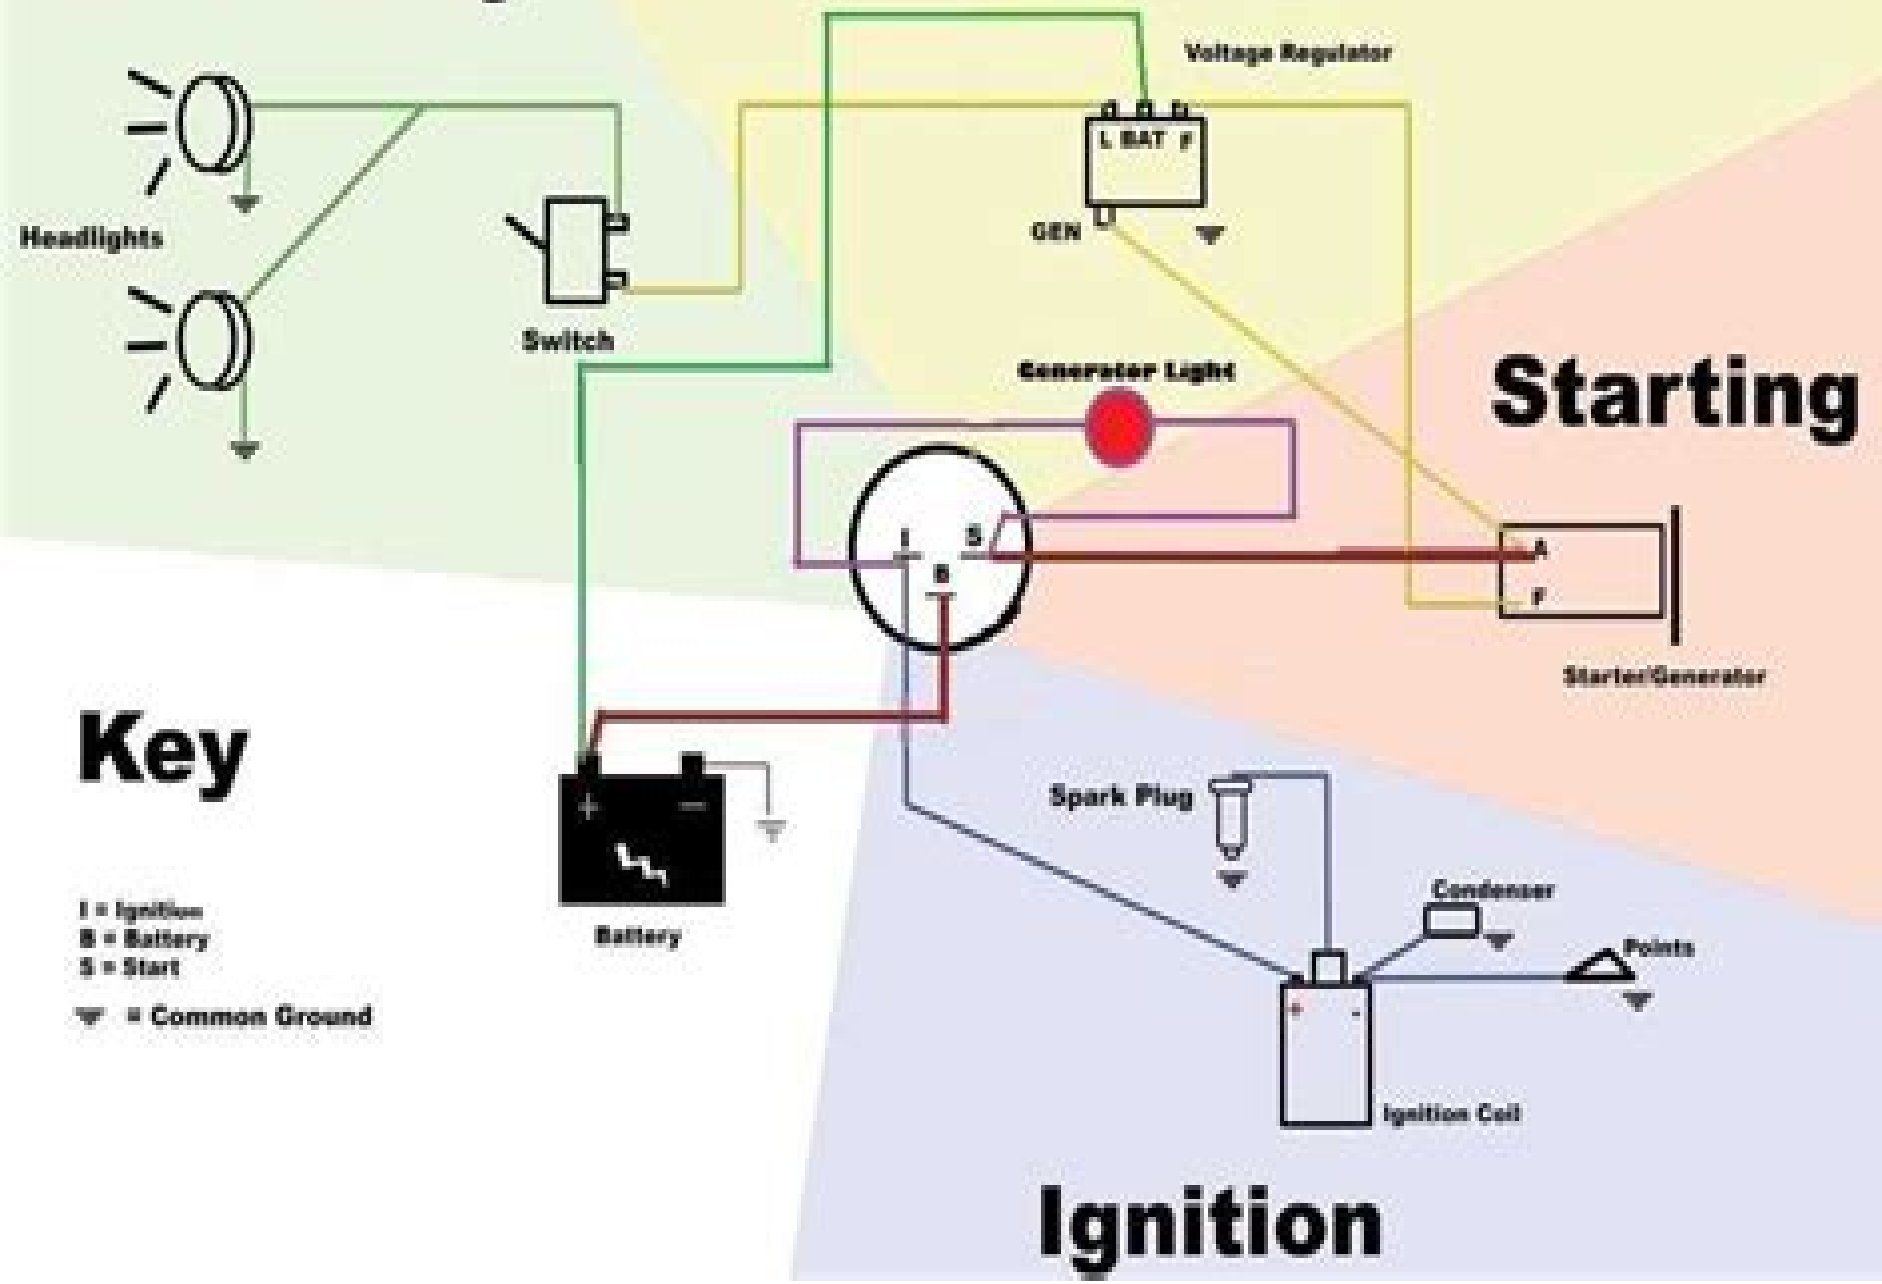 Voltage Regulator
L BAT F
GEN
Headlights
Switch
Generator Light
Starting
I
S
B
A
F
Starter/Generator
Key
+ −
Battery
I = Ignition
B = Battery
S = Start
= Common Ground
Spark Plug
Condenser
Points
+ -
Ignition Coil
Ignition